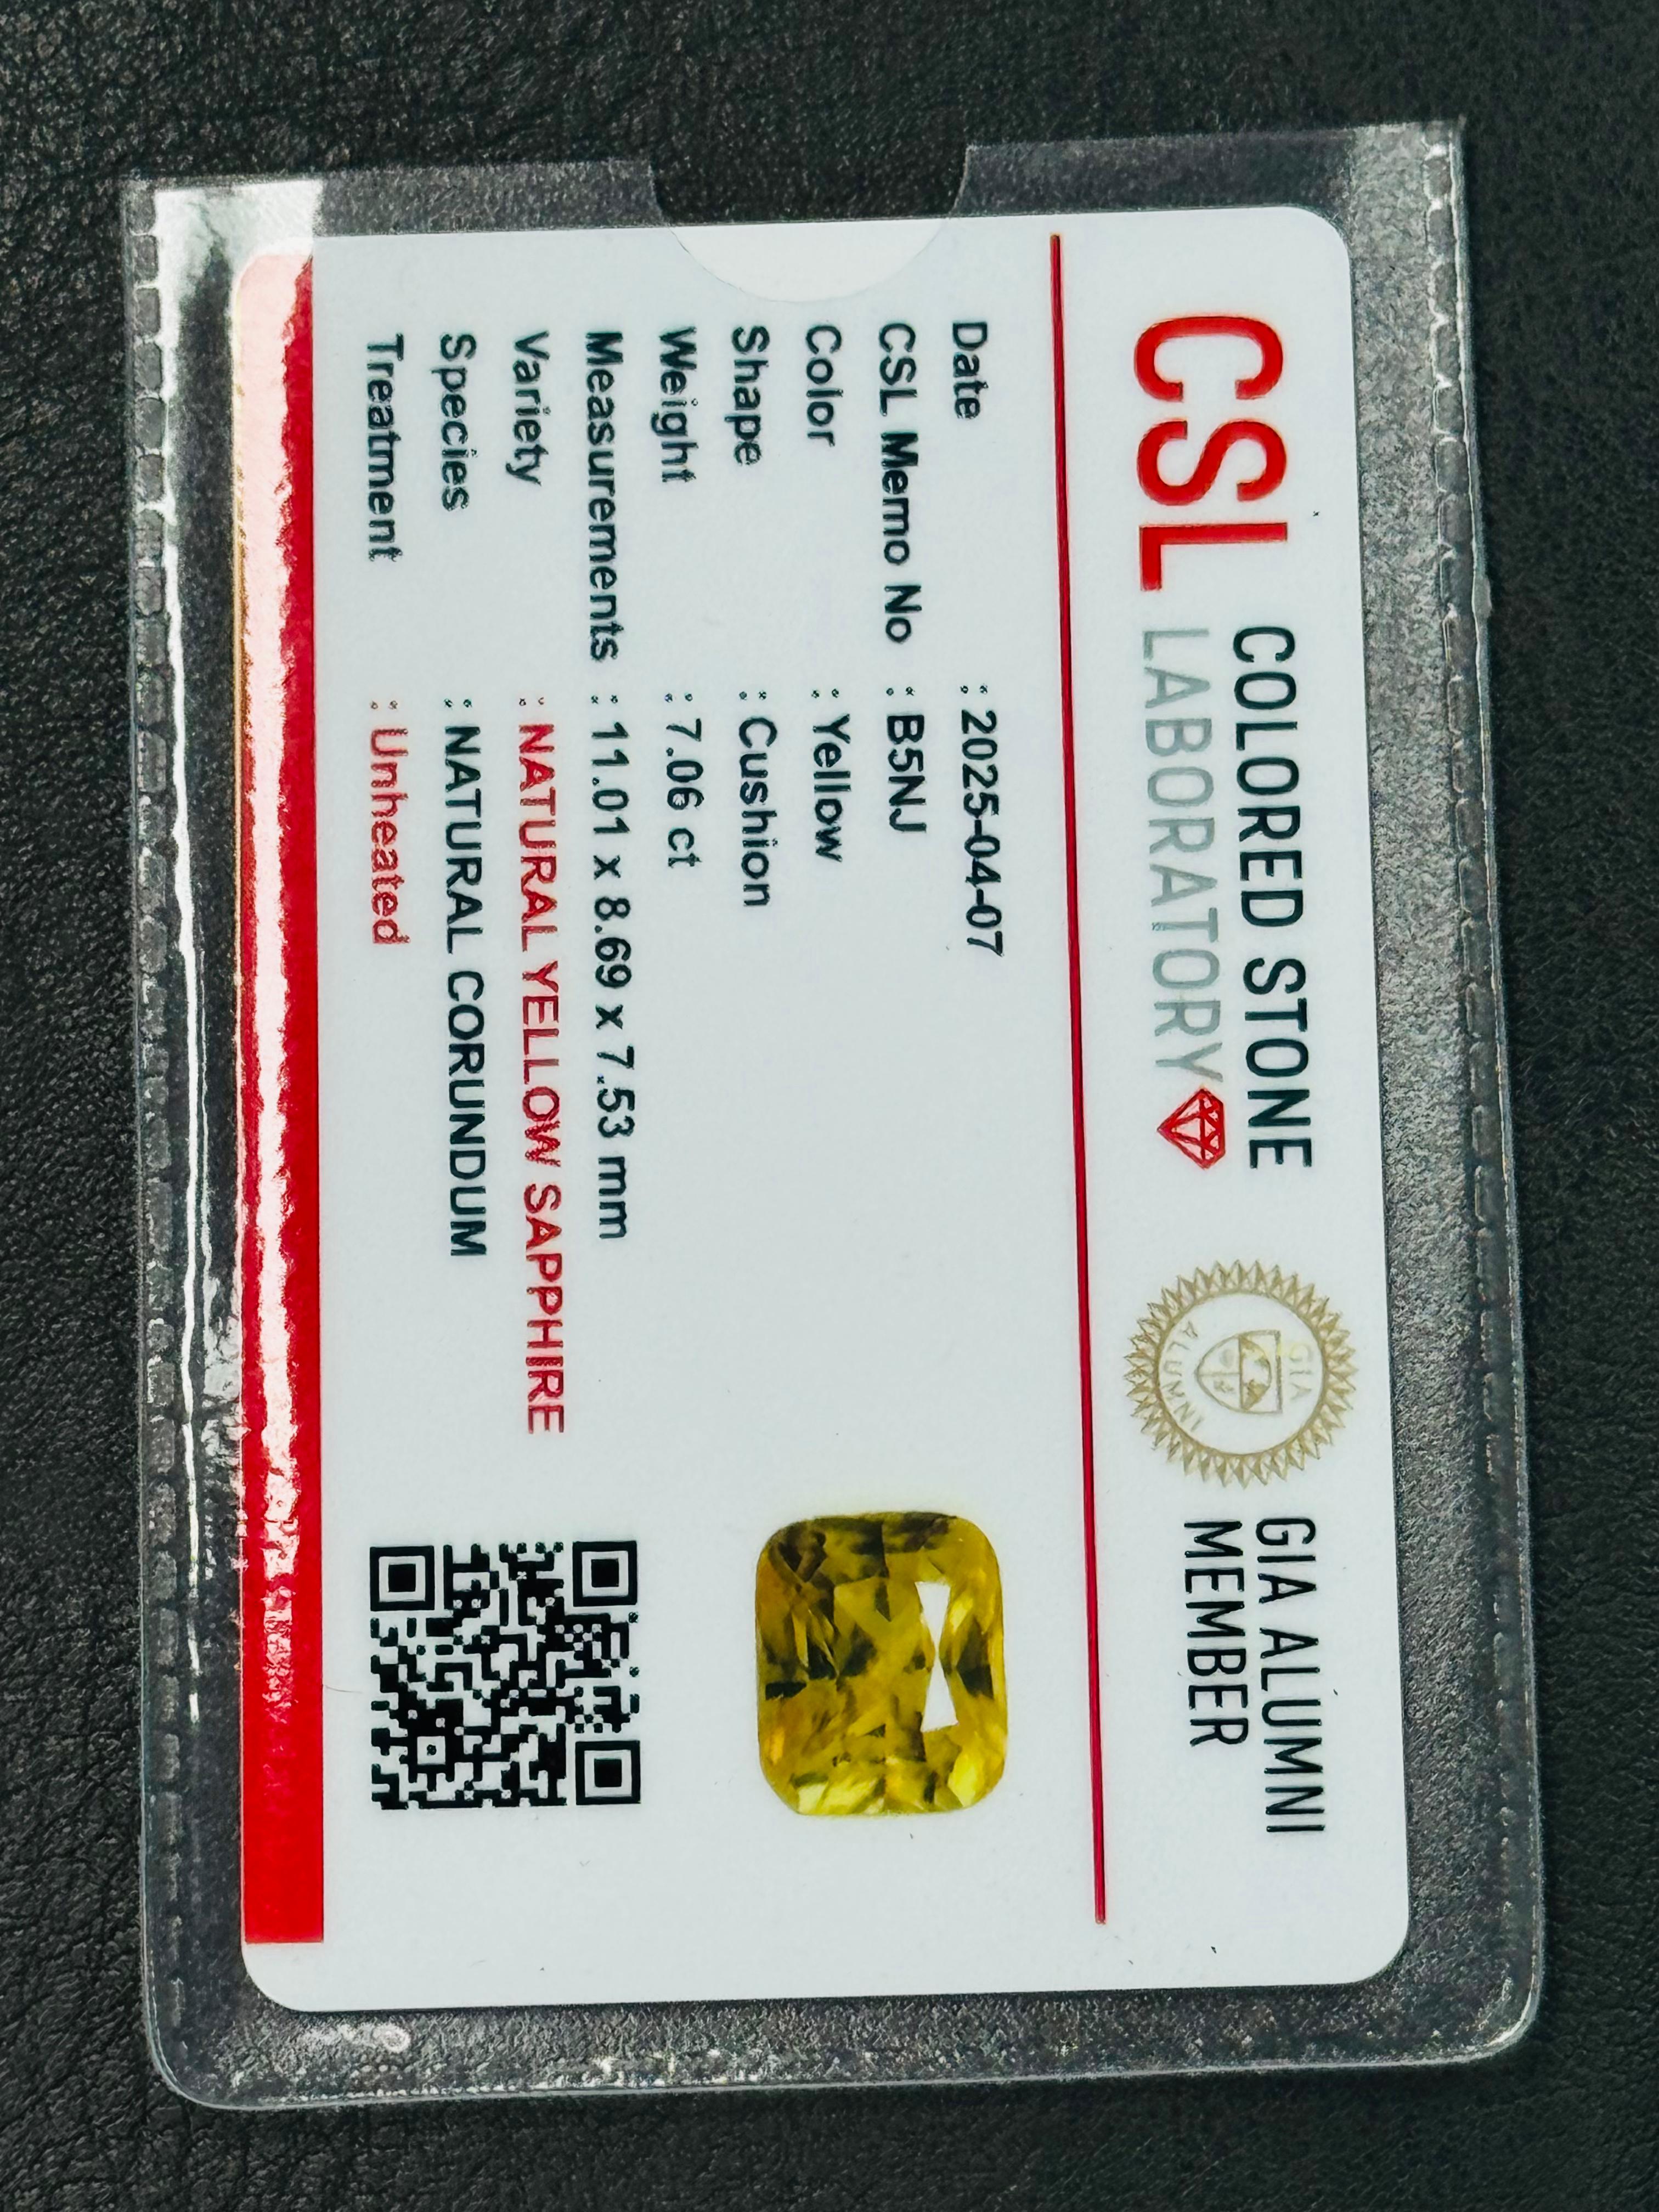 CSL COLORED STONE
LABORATORY
GIA
ALUMNI
GIA ALUMNI
MEMBER
Date : 2025-04-07
CSL Memo No : B5NJ
Color : Yellow
Shape : Cushion
Weight : 7.06 ct
Measurements : 11.01 x 8.69 x 7.53 mm
Variety : NATURAL YELLOW SAPPHIRE
Species : NATURAL CORUNDUM
Treatment : Unheated